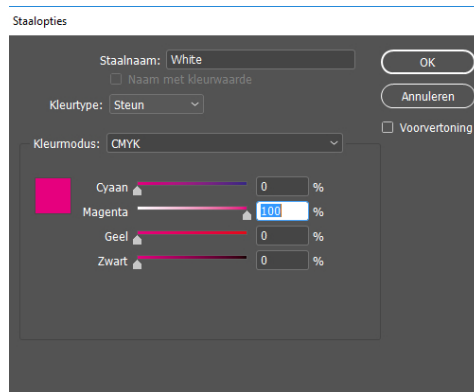 Staalopties
Staalnaam: White
OK
Naam met kleurwaarde
Kleurtype: Steun
Annuleren
Voorvertoning
Kleurmodus: CMYK
Cyaan 0 %
Magenta 100 %
Geel 0 %
Zwart 0 %